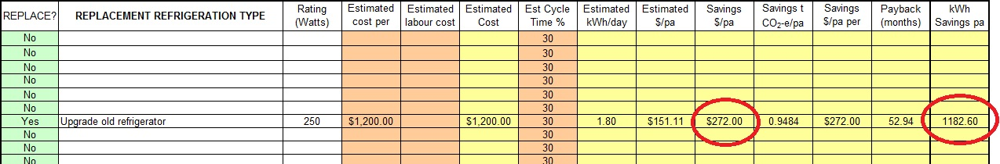 REPLACE? REPLACEMENT REFRIGERATION TYPE Rating (Watts) Estimated cost per Estimated labour cost Estimated Cost Est Cycle Time % Estimated kWh/day Estimated $/pa Savings $/pa Savings t CO2-e/pa Savings $/pa per Payback (months) kWh Savings pa
No 30
No 30
No 30
No 30
No 30
No 30
Yes Upgrade old refrigerator 250 $1,200.00 $1,200.00 30 1.80 $151.11 $272.00 0.9484 $272.00 52.94 1182.60
No 30
No 30
No 30